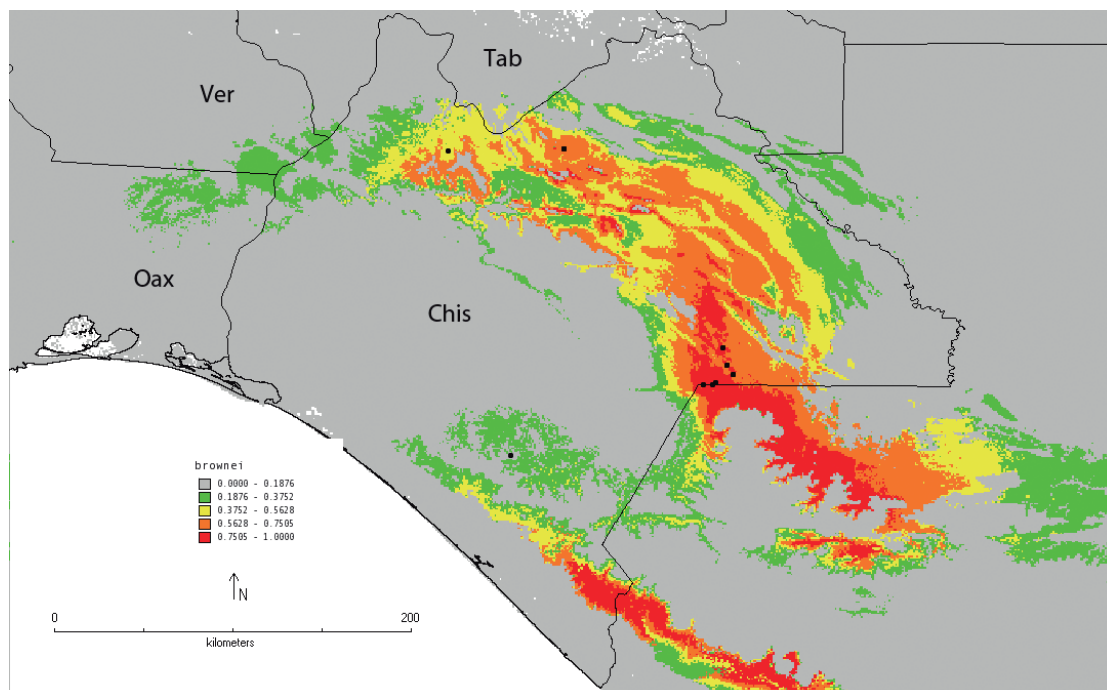 Tab
Ver
Oax
Chis
brownei
0.0000 - 0.1876
0.1876 - 0.3752
0.3752 - 0.5628
0.5628 - 0.7505
0.7505 - 1.0000
N
0 200
kilometers